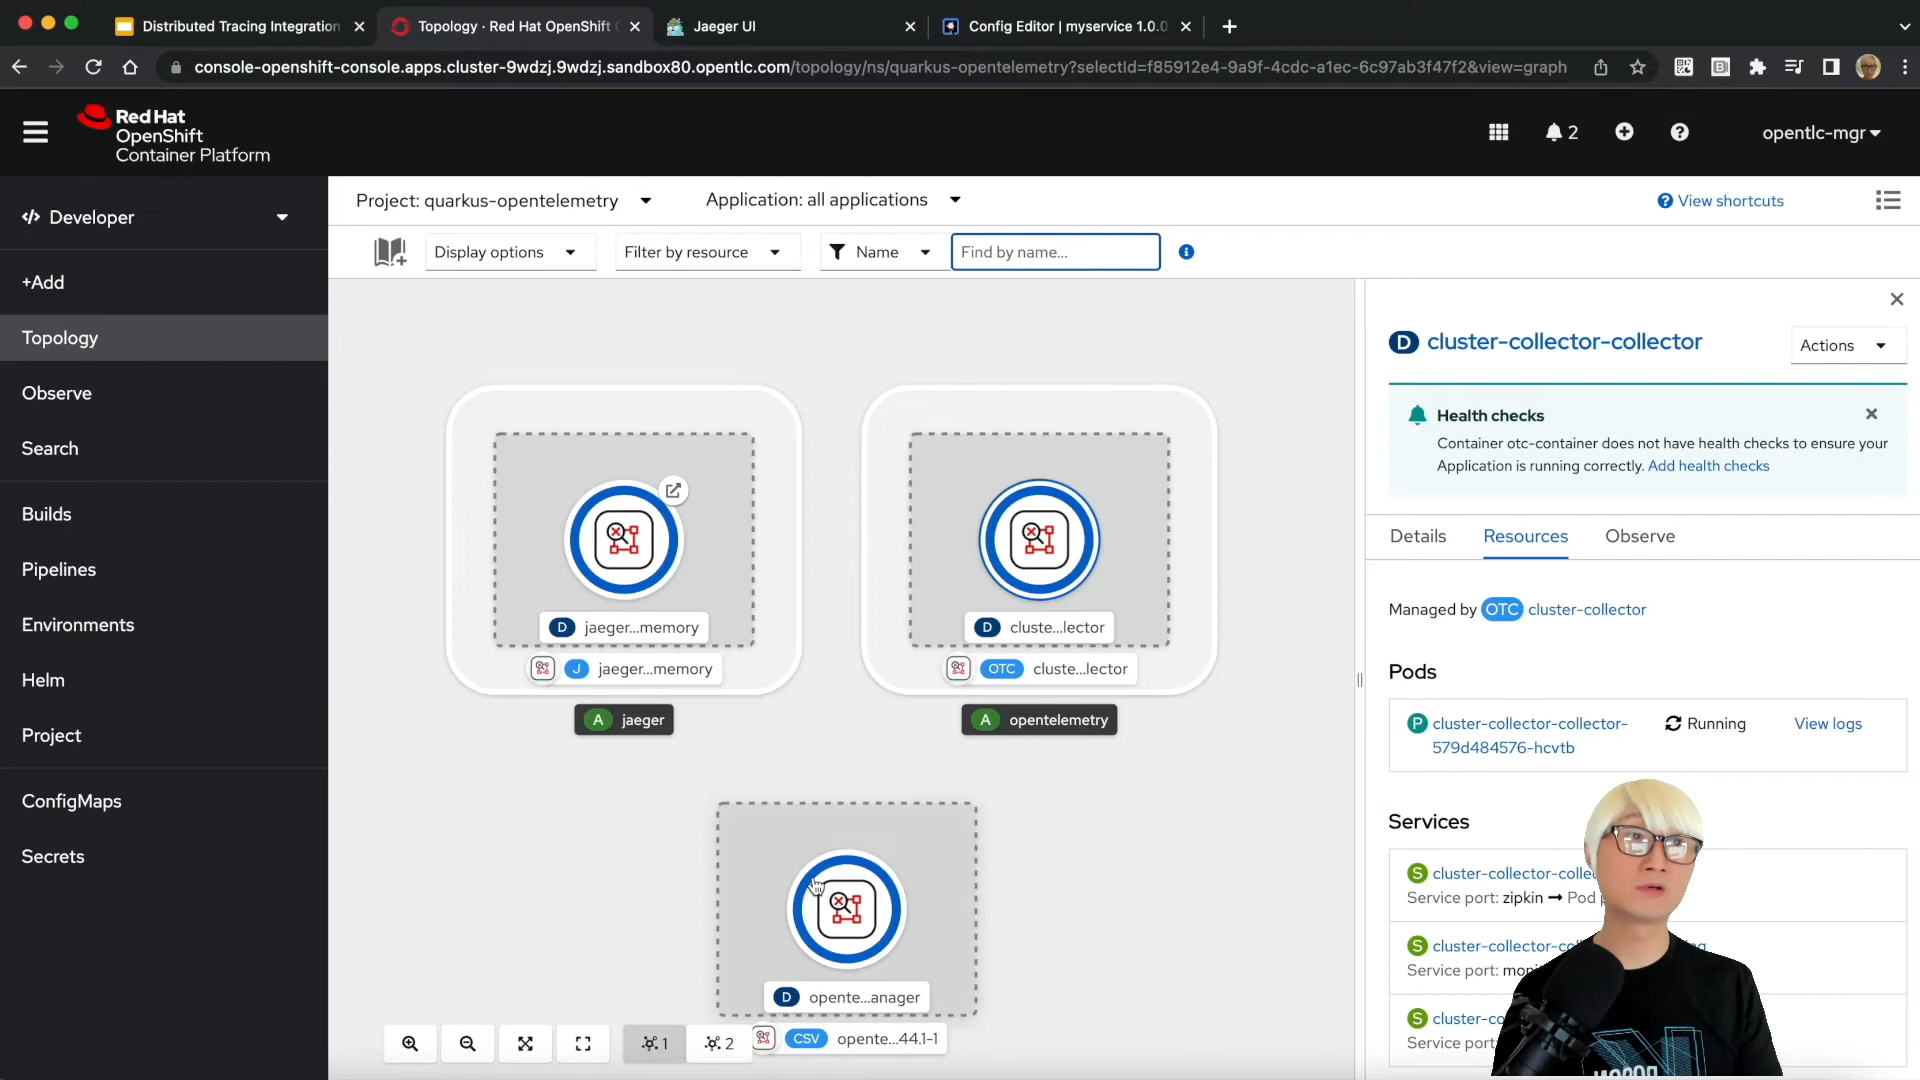 Distributed Tracing Integration
Topology · Red Hat OpenShift
Jaeger UI
Config Editor | myservice 1.0.0
console-openshift-console.apps.cluster-9wdzj.9wdzj.sandbox80.opentlc.com/topology/ns/quarkus-opentelemetry?selectId=f85912e4-9a9f-4cdc-a1ec-6c97ab3f47f2&view=graph
Red Hat
OpenShift
Container Platform
2
opentlc-mgr
Developer
+Add
Topology
Observe
Search
Builds
Pipelines
Environments
Helm
Project
ConfigMaps
Secrets
Project: quarkus-opentelemetry
Application: all applications
View shortcuts
Display options
Filter by resource
Name
Find by name...
D jaeger...memory
J jaeger...memory
A jaeger
D cluste...lector
OTC cluste...lector
A opentelemetry
D opente...anager
CSV opente...44.1-1
1
2
D cluster-collector-collector
Actions
Health checks
Container otc-container does not have health checks to ensure your
Application is running correctly. Add health checks
Details
Resources
Observe
Managed by OTC cluster-collector
Pods
P cluster-collector-collector-
579d484576-hcvtb
Running
View logs
Services
S cluster-collector-colle
Service port: zipkin → Pod
S cluster-collector-co
Service port: moni
S cluster-co
Service port: